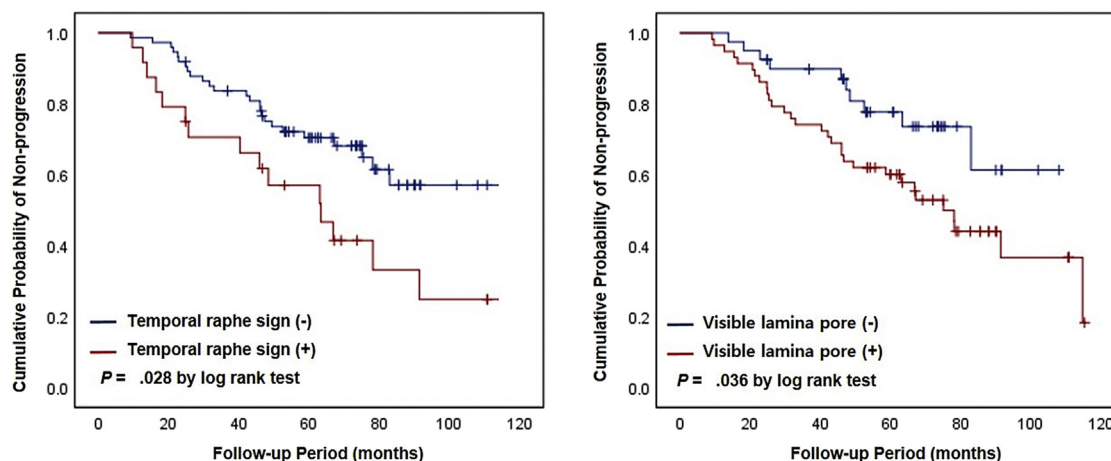 Cumulative Probability of Non-progression
1.0
0.8
0.6
0.4
0.2
0.0
Temporal raphe sign (-)
Temporal raphe sign (+)
P = .028 by log rank test
0 20 40 60 80 100 120
Follow-up Period (months)
Cumulative Probability of Non-progression
1.0
0.8
0.6
0.4
0.2
0.0
Visible lamina pore (-)
Visible lamina pore (+)
P = .036 by log rank test
0 20 40 60 80 100 120
Follow-up Period (months)